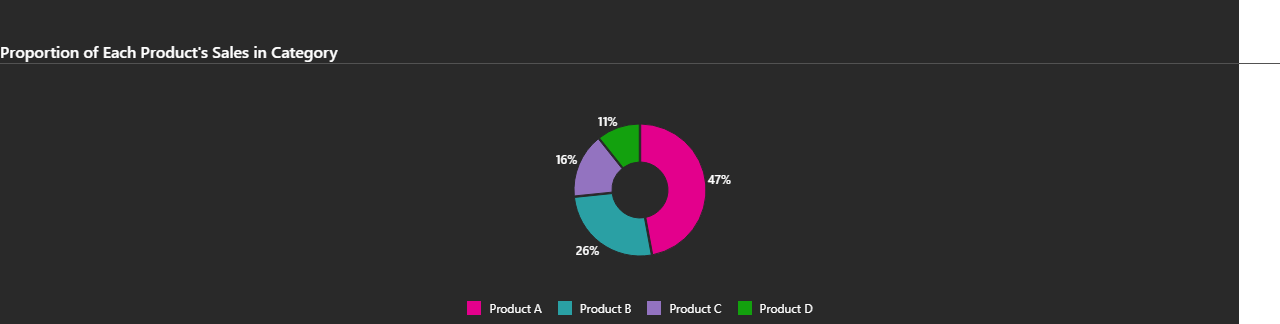 Proportion of Each Product's Sales in Category
11%
16%
47%
26%
Product A Product B Product C Product D